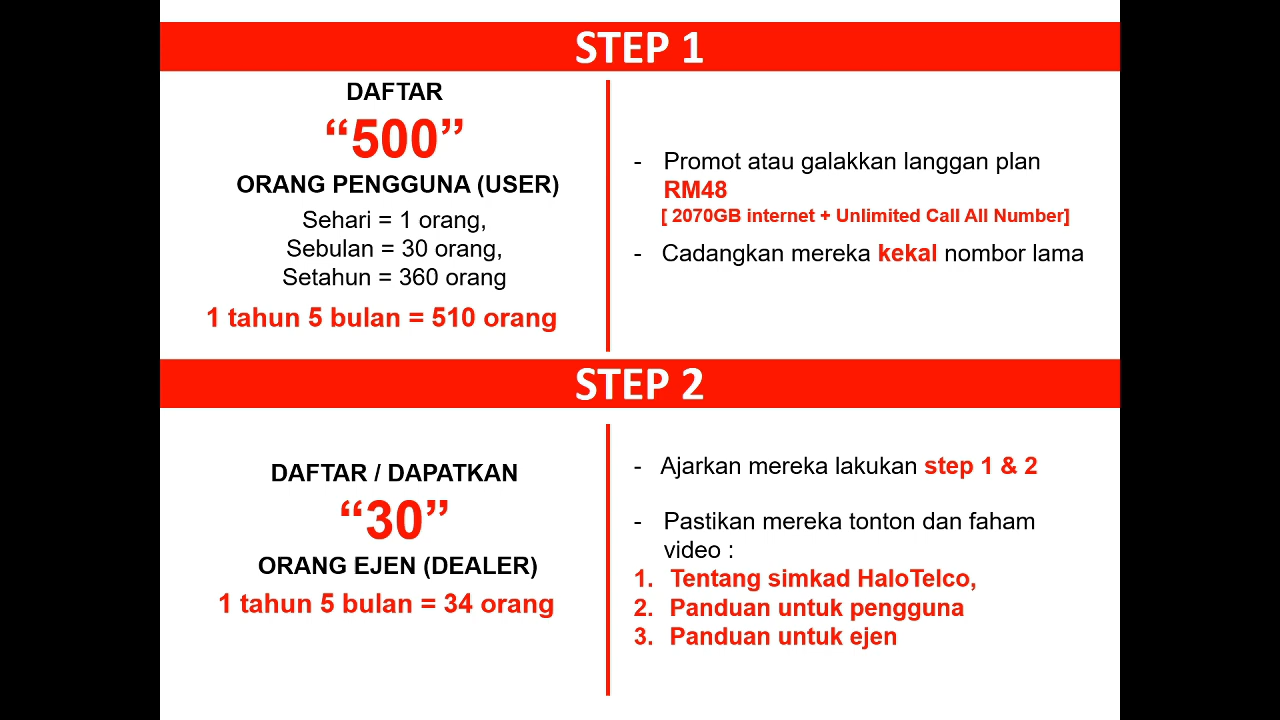 STEP 1
DAFTAR
“500”
ORANG PENGGUNA (USER)
Sehari = 1 orang,
Sebulan = 30 orang,
Setahun = 360 orang
1 tahun 5 bulan = 510 orang
- Promot atau galakkan langgan plan
RM48
[ 2070GB internet + Unlimited Call All Number]
- Cadangkan mereka kekal nombor lama
STEP 2
DAFTAR / DAPATKAN
“30”
ORANG EJEN (DEALER)
1 tahun 5 bulan = 34 orang
- Ajarkan mereka lakukan step 1 & 2
- Pastikan mereka tonton dan faham
video :
1. Tentang simkad HaloTelco,
2. Panduan untuk pengguna
3. Panduan untuk ejen